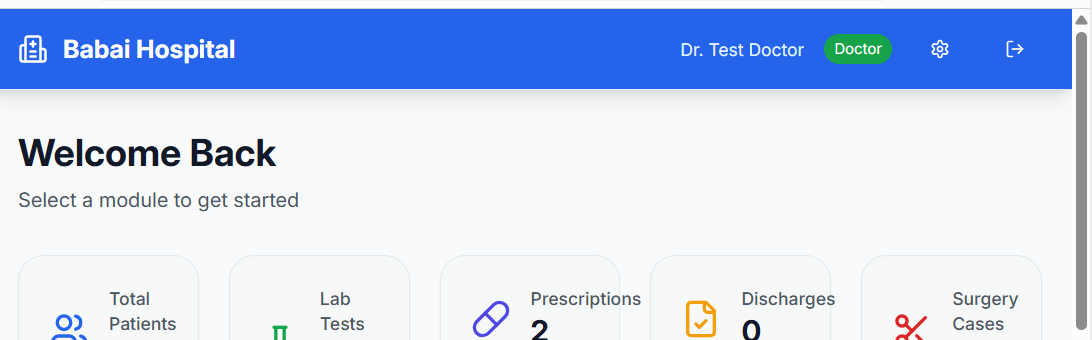 Babai Hospital
Dr. Test Doctor
Doctor
Welcome Back
Select a module to get started
Total
Patients
Lab
Tests
Prescriptions
2
Discharges
0
Surgery
Cases